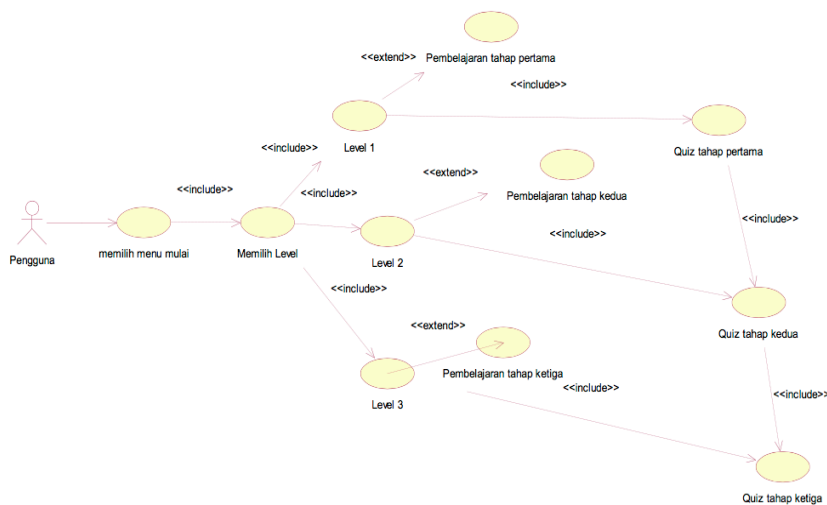 <<extend>>
Pembelajaran tahap pertama
<<include>>
<<include>>
Level 1
Quiz tahap pertama
<<extend>>
<<include>>
<<include>>
Pembelajaran tahap kedua
<<include>>
<<include>>
Pengguna
memilih menu mulai
Memilih Level
Level 2
<<include>>
<<extend>>
Quiz tahap kedua
Pembelajaran tahap ketiga
<<include>>
<<include>>
Level 3
Quiz tahap ketiga